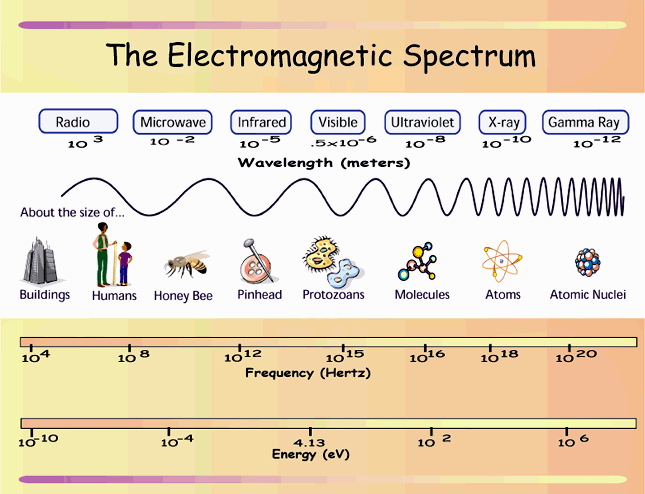 The Electromagnetic Spectrum
Radio Microwave Infrared Visible Ultraviolet X-ray Gamma Ray
10 3 10 -2 10 -5 .5x10-6 10 -8 10 -10 10 -12
Wavelength (meters)
About the size of...
Buildings Humans Honey Bee Pinhead Protozoans Molecules Atoms Atomic Nuclei
10 4 10 8 10 12 10 15 10 16 10 18 10 20
Frequency (Hertz)
10 -10 10 -4 4.13 10 2 10 6
Energy (eV)